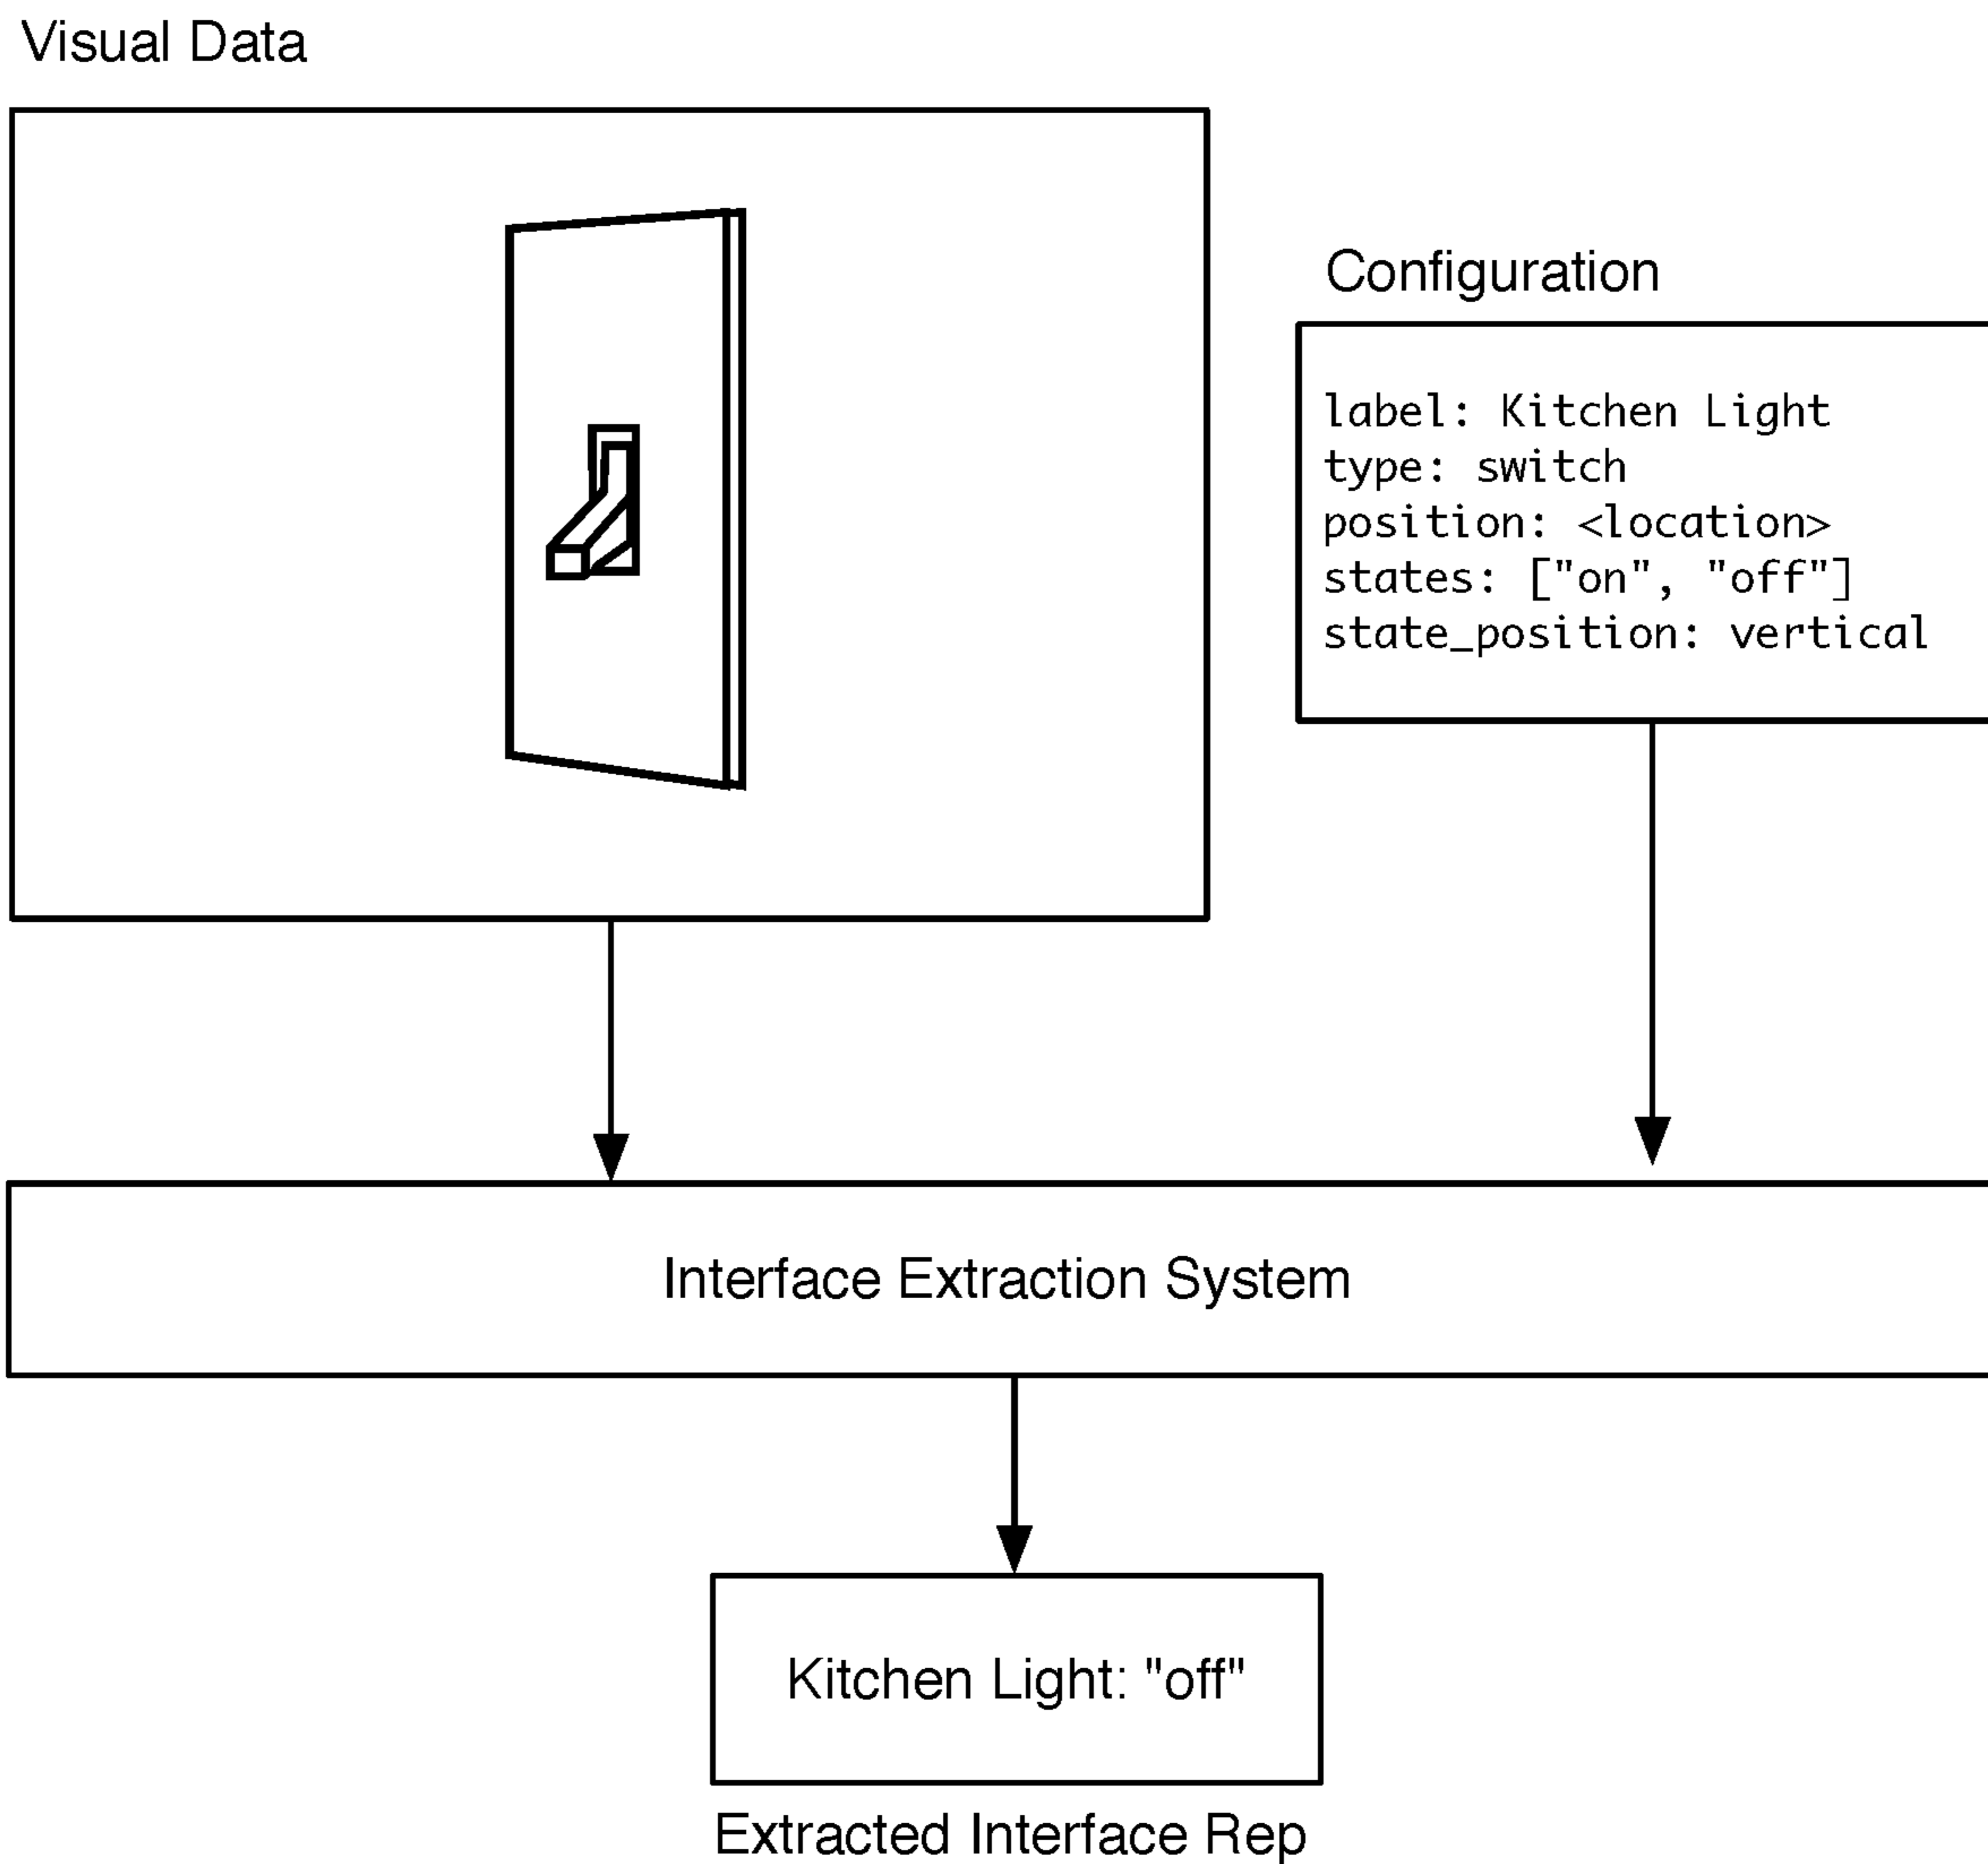 Visual Data
Configuration
label: Kitchen Light
type: switch
position: <location>
states: ["on", "off"]
state_position: vertical
Interface Extraction System
Kitchen Light: "off"
Extracted Interface Rep